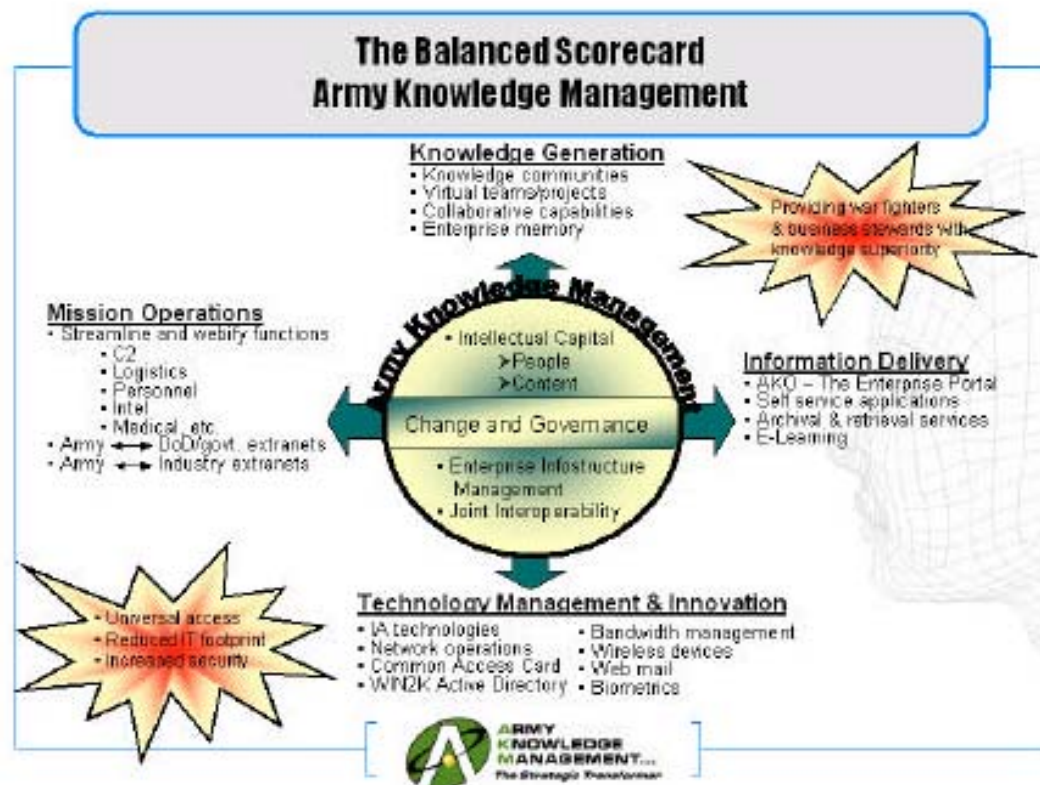 The Balanced Scorecard
Army Knowledge Management
Knowledge Generation
• Knowledge communities
• Virtual teams/projects
• Collaborative capabilities
• Enterprise memory
Providing war fighters
& business stewards with
knowledge superiority
Mission Operations
• Streamline and webify functions
• C2
• Logistics
• Personnel
• Intel
• Medical, etc.
• Army ↔ DoD/govt. extranets
• Army ↔ Industry extranets
Army Knowledge Management
• Intellectual Capital
➢People
➢Content
Change and Governance
• Enterprise Infostructure
Management
• Joint Interoperability
Information Delivery
• AKO – The Enterprise Portal
• Self service applications
• Archival & retrieval services
• E-Learning
• Universal access
• Reduced IT footprint
• Increased security
Technology Management & Innovation
• IA technologies
• Network operations
• Common Access Card
• WIN2K Active Directory
• Bandwidth management
• Wireless devices
• Web mail
• Biometrics
ARMY
KNOWLEDGE
MANAGEMENT...
The Strategic Transformer